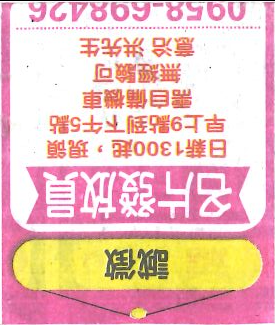 誠徵
名片發放員
日薪1300起，現領
早上9點到下午5點
需自備機車
無經驗可
意洽 洪先生
0958-698426